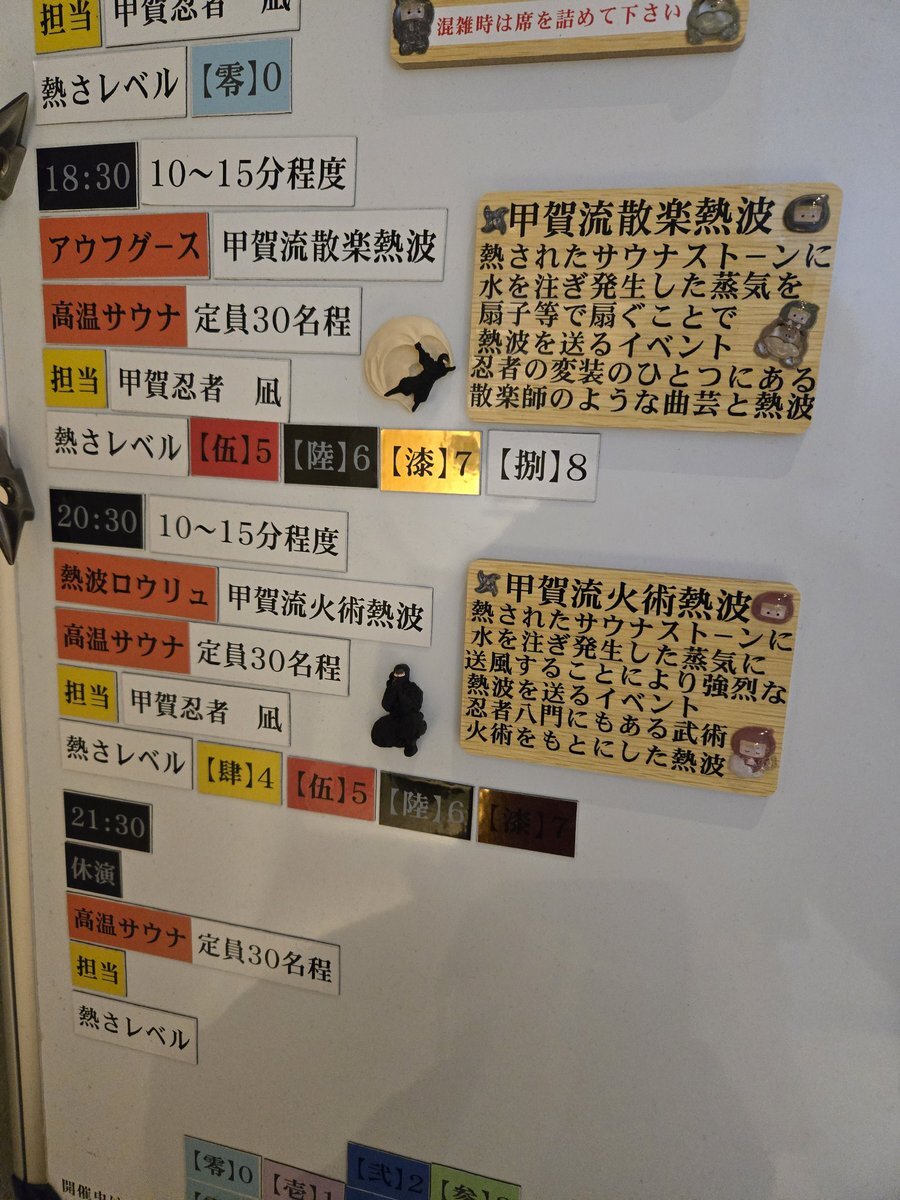 担当 甲賀忍者 凪
熱さレベル 【零】0
混雑時は席を詰めて下さい
18:30 10〜15分程度
アウフグース 甲賀流散楽熱波
高温サウナ 定員30名程
担当 甲賀忍者 凪
熱さレベル 【伍】5 【陸】6 【漆】7 【捌】8
甲賀流散楽熱波
熱されたサウナストーンに
水を注ぎ発生した蒸気を
扇子等で扇ぐことで
熱波を送るイベント
忍者の変装のひとつにある
散楽師のような曲芸と熱波
20:30 10〜15分程度
熱波ロウリュ 甲賀流火術熱波
高温サウナ 定員30名程
担当 甲賀忍者 凪
熱さレベル 【肆】4 【伍】5 【陸】6 【漆】7
甲賀流火術熱波
熱されたサウナストーンに
水を注ぎ発生した蒸気に
送風することにより強烈な
熱波を送るイベント
忍者八門にもある武術
火術をもとにした熱波
21:30
休演
高温サウナ 定員30名程
担当
熱さレベル
【零】0 【壱】1 【弐】2 【参】3
開催中